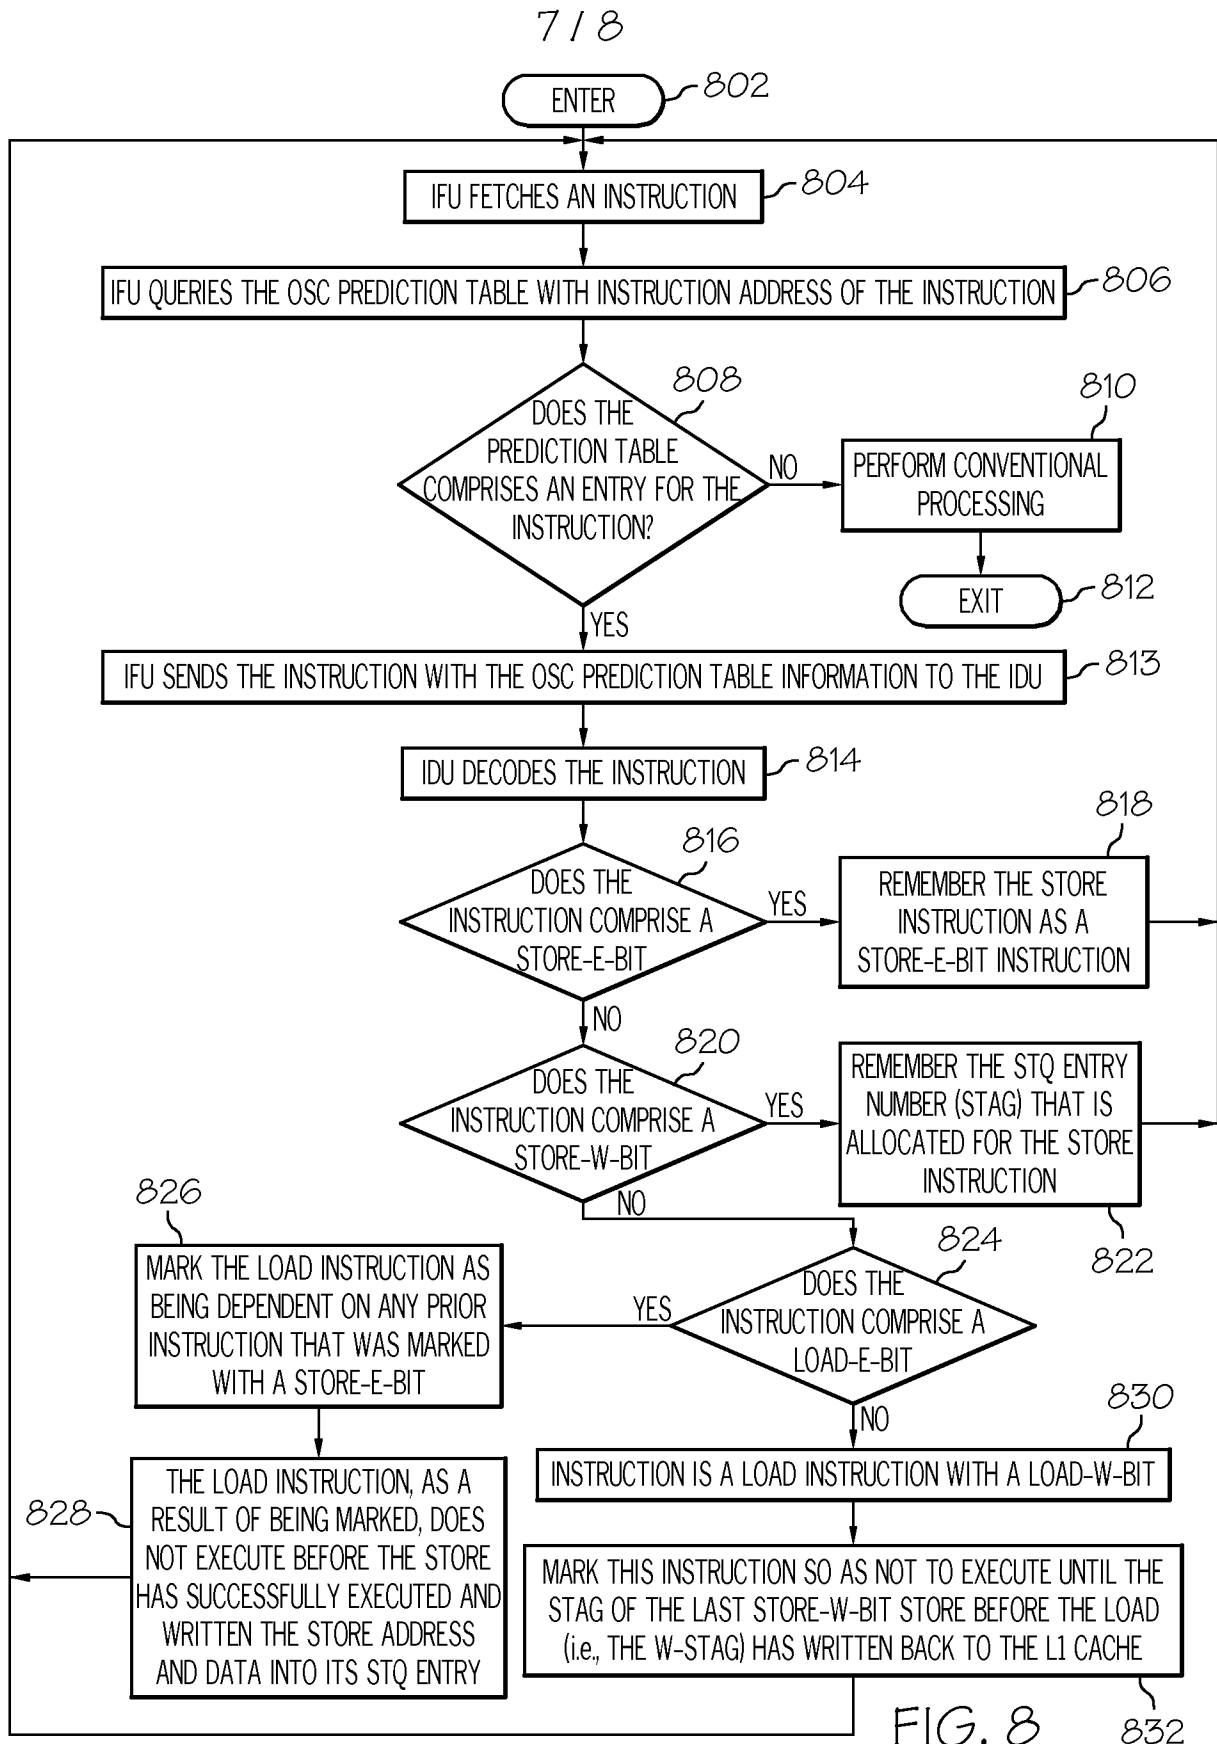 7/8
ENTER
802
IFU FETCHES AN INSTRUCTION
804
IFU QUERIES THE OSC PREDICTION TABLE WITH INSTRUCTION ADDRESS OF THE INSTRUCTION
806
DOES THE
PREDICTION TABLE
COMPRISES AN ENTRY FOR THE
INSTRUCTION?
808
NO
PERFORM CONVENTIONAL
PROCESSING
810
EXIT
812
YES
IFU SENDS THE INSTRUCTION WITH THE OSC PREDICTION TABLE INFORMATION TO THE IDU
813
IDU DECODES THE INSTRUCTION
814
DOES THE
INSTRUCTION COMPRISE A
STORE-E-BIT
816
YES
REMEMBER THE STORE
INSTRUCTION AS A
STORE-E-BIT INSTRUCTION
818
NO
DOES THE
INSTRUCTION COMPRISE A
STORE-W-BIT
820
YES
REMEMBER THE STQ ENTRY
NUMBER (STAG) THAT IS
ALLOCATED FOR THE STORE
INSTRUCTION
822
NO
DOES THE
INSTRUCTION COMPRISE A
LOAD-E-BIT
824
YES
826
MARK THE LOAD INSTRUCTION AS
BEING DEPENDENT ON ANY PRIOR
INSTRUCTION THAT WAS MARKED
WITH A STORE-E-BIT
828
THE LOAD INSTRUCTION, AS A
RESULT OF BEING MARKED, DOES
NOT EXECUTE BEFORE THE STORE
HAS SUCCESSFULLY EXECUTED AND
WRITTEN THE STORE ADDRESS
AND DATA INTO ITS STQ ENTRY
NO
830
INSTRUCTION IS A LOAD INSTRUCTION WITH A LOAD-W-BIT
MARK THIS INSTRUCTION SO AS NOT TO EXECUTE UNTIL THE
STAG OF THE LAST STORE-W-BIT STORE BEFORE THE LOAD
(i.e., THE W-STAG) HAS WRITTEN BACK TO THE L1 CACHE
832
FIG. 8